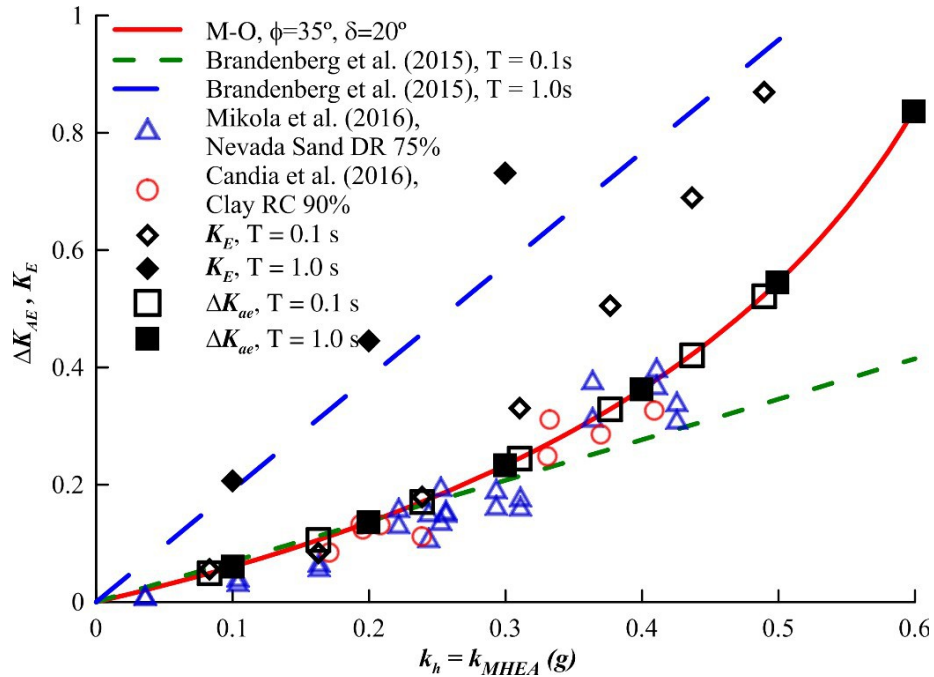 M-O, ϕ=35º, δ=20º
Brandenberg et al. (2015), T = 0.1s
Brandenberg et al. (2015), T = 1.0s
Mikola et al. (2016),
Nevada Sand DR 75%
Candia et al. (2016),
Clay RC 90%
K_E, T = 0.1 s
K_E, T = 1.0 s
ΔK_ae, T = 0.1 s
ΔK_ae, T = 1.0 s
ΔK_AE , K_E
1
0.8
0.6
0.4
0.2
0
0 0.1 0.2 0.3 0.4 0.5 0.6
k_h = k_MHEA (g)